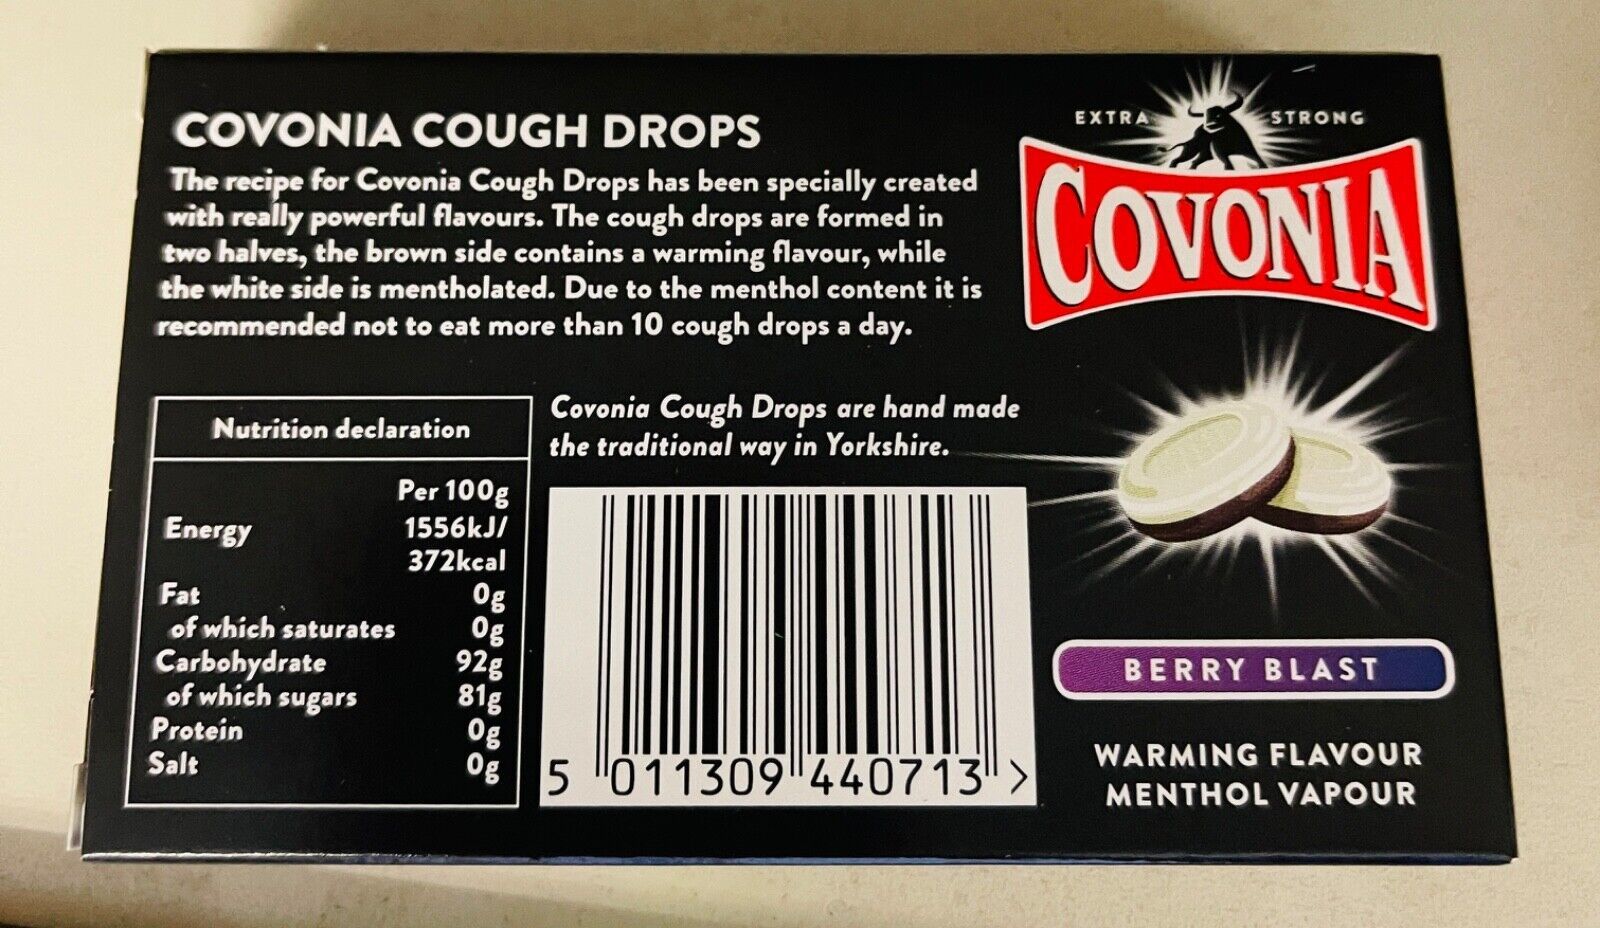 COVONIA COUGH DROPS
The recipe for Covonia Cough Drops has been specially created
with really powerful flavours. The cough drops are formed in
two halves, the brown side contains a warming flavour, while
the white side is mentholated. Due to the menthol content it is
recommended not to eat more than 10 cough drops a day.
Nutrition declaration
Per 100g
Energy 1556kJ/
372kcal
Fat 0g
of which saturates 0g
Carbohydrate 92g
of which sugars 81g
Protein 0g
Salt 0g
Covonia Cough Drops are hand made
the traditional way in Yorkshire.
5 011309 440713 >
EXTRA STRONG
COVONIA
BERRY BLAST
WARMING FLAVOUR
MENTHOL VAPOUR